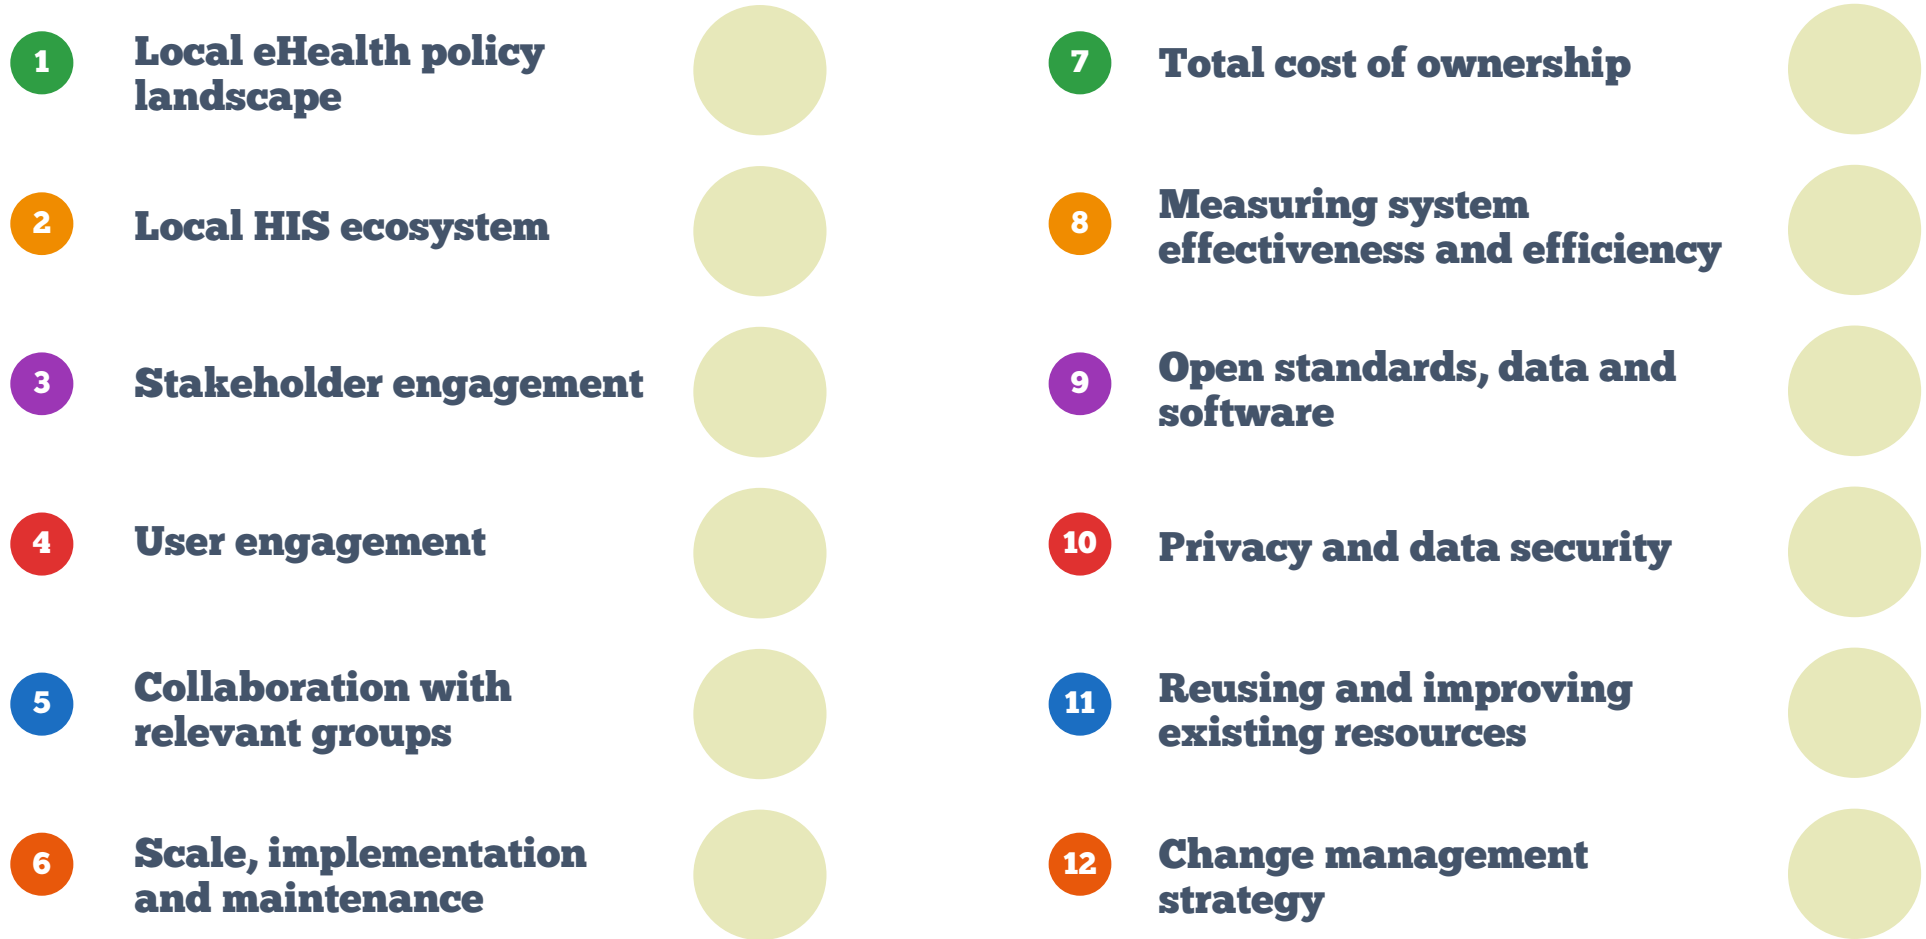 1
Local eHealth policy
landscape
2
Local HIS ecosystem
3
Stakeholder engagement
4
User engagement
5
Collaboration with
relevant groups
6
Scale, implementation
and maintenance
7
Total cost of ownership
8
Measuring system
effectiveness and efficiency
9
Open standards, data and
software
10
Privacy and data security
11
Reusing and improving
existing resources
12
Change management
strategy